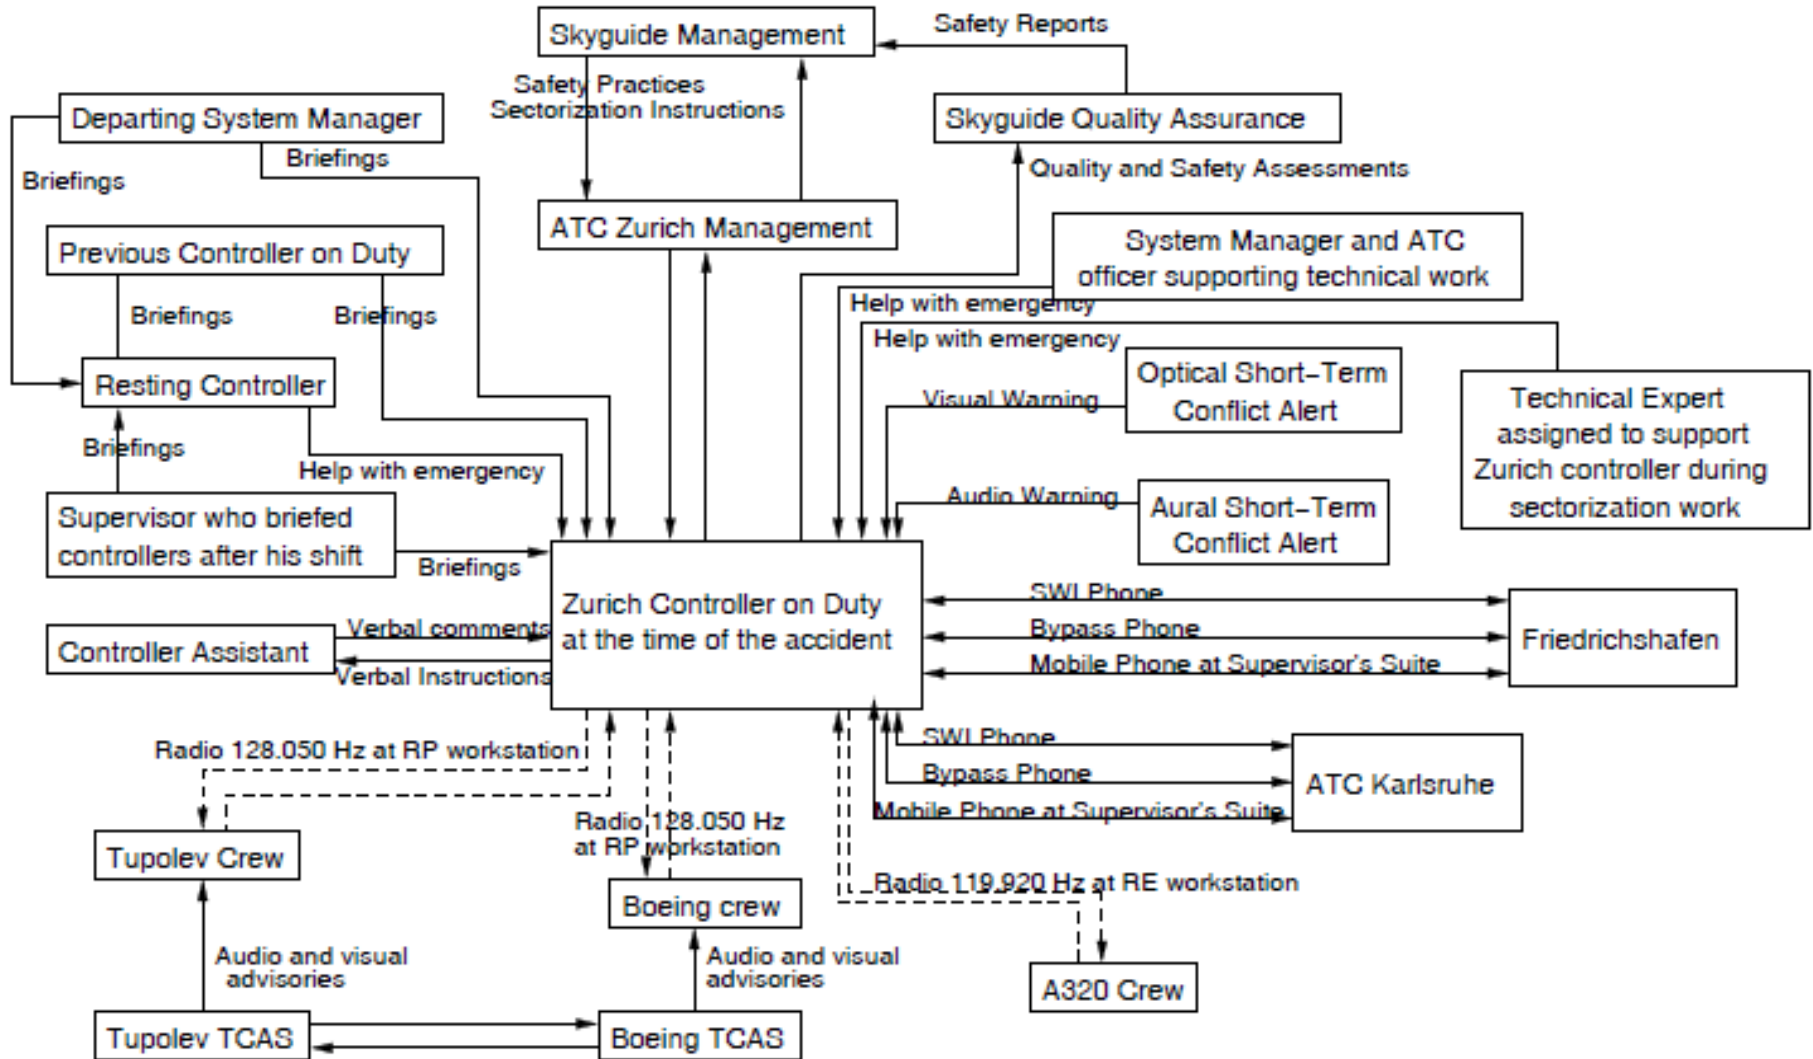 Skyguide Management
Safety Reports
Safety Practices
Sectorization Instructions
Departing System Manager
Skyguide Quality Assurance
Briefings
Briefings
Quality and Safety Assessments
ATC Zurich Management
Previous Controller on Duty
System Manager and ATC
officer supporting technical work
Briefings
Briefings
Help with emergency
Help with emergency
Resting Controller
Optical Short-Term
Conflict Alert
Visual Warning
Technical Expert
assigned to support
Zurich controller during
sectorization work
Briefings
Help with emergency
Audio Warning
Aural Short-Term
Conflict Alert
Supervisor who briefed
controllers after his shift
Briefings
Zurich Controller on Duty
at the time of the accident
SWI Phone
Bypass Phone
Mobile Phone at Supervisor's Suite
Friedrichshafen
Controller Assistant
Verbal comments
Verbal Instructions
Radio 128.050 Hz at RP workstation
SWI Phone
Bypass Phone
Mobile Phone at Supervisor's Suite
ATC Karlsruhe
Radio 128.050 Hz
at RP workstation
Tupolev Crew
Radio 119.920 Hz at RE workstation
Boeing crew
Audio and visual
advisories
Audio and visual
advisories
A320 Crew
Tupolev TCAS
Boeing TCAS